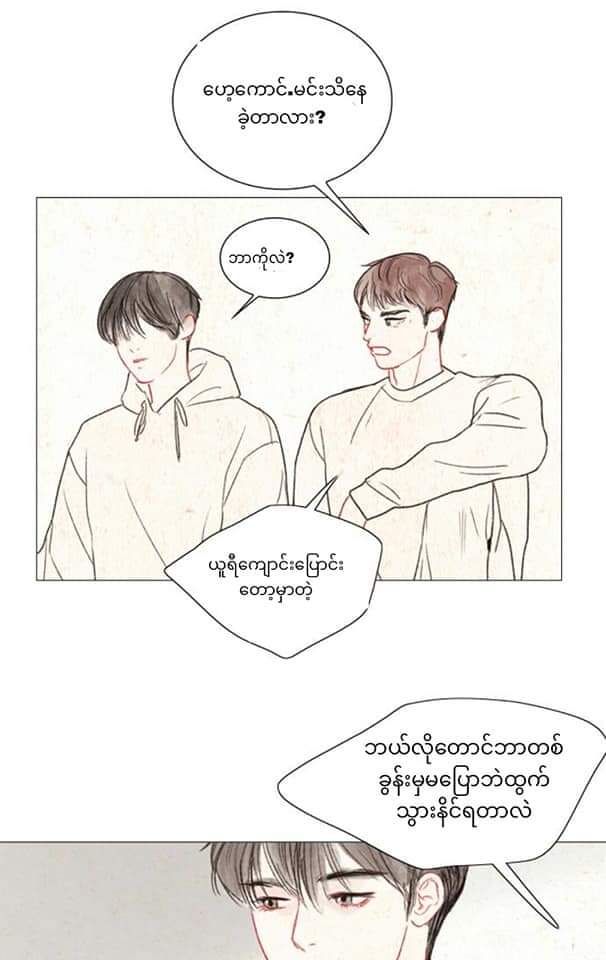 ဟေ့ကောင်.မင်းသိနေ
ခဲ့တာလား?
ဘာကိုလဲ?
ယူရီကျောင်းပြောင်း
တော့မှာတဲ့
ဘယ်လိုတောင်ဘာတစ်
ခွန်းမှမပြောဘဲထွက်
သွားနိုင်ရတာလဲ